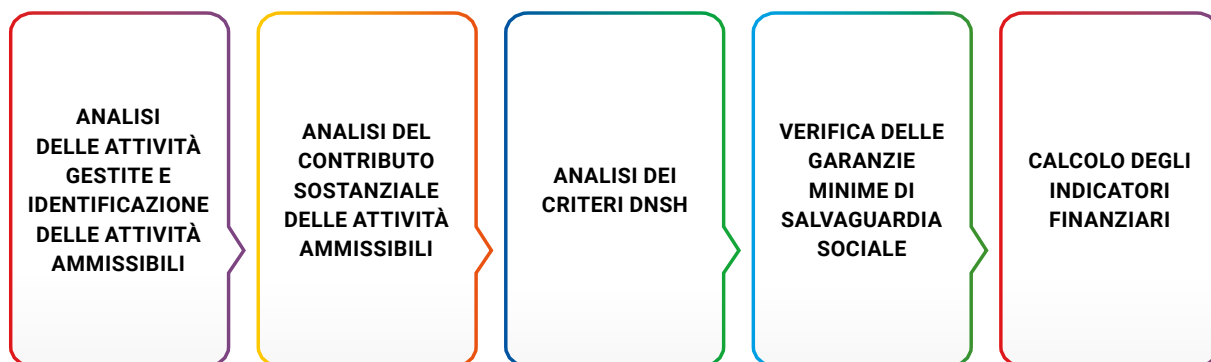 ANALISI
DELLE ATTIVITÀ
GESTITE E
IDENTIFICAZIONE
DELLE ATTIVITÀ
AMMISSIBILI
ANALISI DEL
CONTRIBUTO
SOSTANZIALE
DELLE ATTIVITÀ
AMMISSIBILI
ANALISI DEI
CRITERI DNSH
VERIFICA DELLE
GARANZIE
MINIME DI
SALVAGUARDIA
SOCIALE
CALCOLO DEGLI
INDICATORI
FINANZIARI